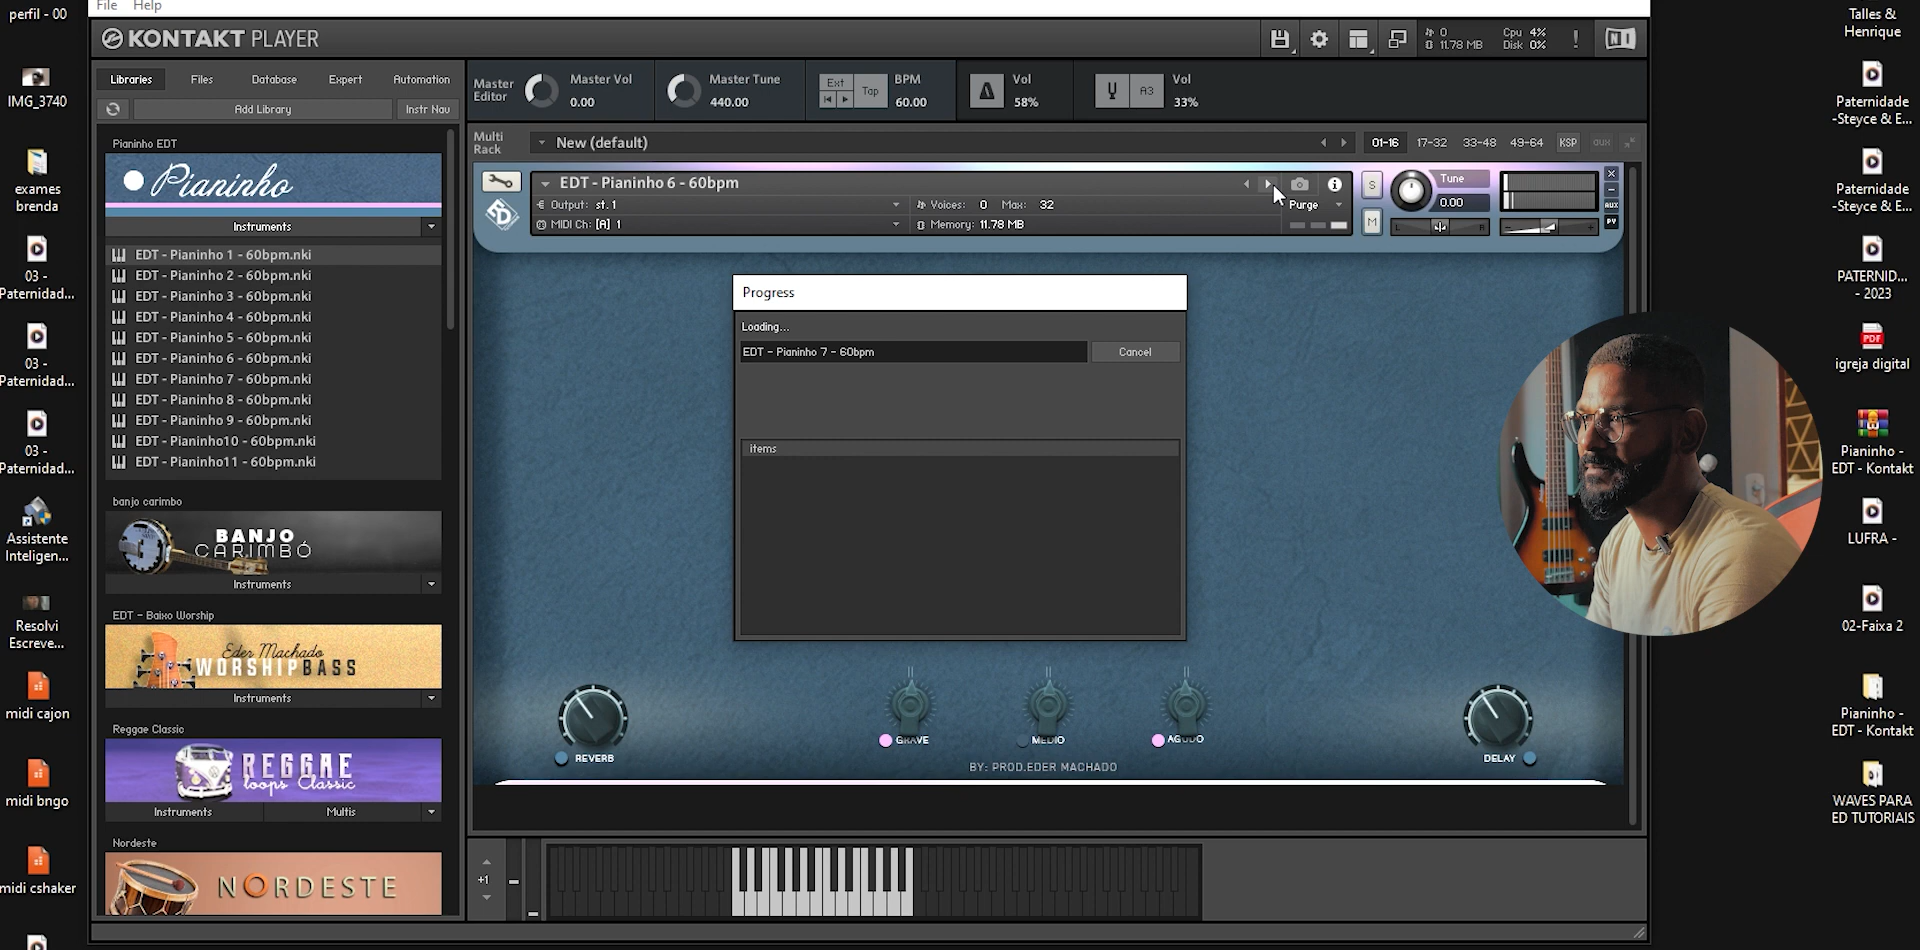 perfil - 00
IMG_3740
exames
brenda
03 -
Paternidad...
03 -
Paternidad...
03 -
Paternidad...
Assistente
Inteligen...
Resolvi
Escreve...
midi cajon
midi bngo
midi cshaker
File Help
KONTAKT PLAYER
0
11.78 MB
Cpu 4%
Disk 0%
!
NI
Libraries Files Database Expert Automation
Add Library Instr Nav
Master
Editor
Master Vol
0.00
Master Tune
440.00
Ext
Tap
BPM
60.00
Vol
58%
A3
Vol
33%
Multi
Rack
New (default)
01-16 17-32 33-48 49-64 KSP aux
Pianinho EDT
Pianinho
Instruments
EDT - Pianinho 1 - 60bpm.nki
EDT - Pianinho 2 - 60bpm.nki
EDT - Pianinho 3 - 60bpm.nki
EDT - Pianinho 4 - 60bpm.nki
EDT - Pianinho 5 - 60bpm.nki
EDT - Pianinho 6 - 60bpm.nki
EDT - Pianinho 7 - 60bpm.nki
EDT - Pianinho 8 - 60bpm.nki
EDT - Pianinho 9 - 60bpm.nki
EDT - Pianinho10 - 60bpm.nki
EDT - Pianinho11 - 60bpm.nki
banjo carimbo
BANJO
CARIMBÓ
Instruments
EDT - Baixo Worship
Eder Machado
WORSHIPBASS
Instruments
Reggae Classic
REGGAE
loops Classic
Instruments Multis
Nordeste
NORDESTE
EDT - Pianinho 6 - 60bpm
Output: st.1
MIDI Ch: [A] 1
Voices: 0 Max: 32
Memory: 11.78 MB
Purge
S
M
Tune
0.00
L R
- +
x
-
aux
PV
Progress
Loading...
EDT - Pianinho 7 - 60bpm
Cancel
items
REVERB
GRAVE
MEDIO
AGUDO
DELAY
BY: PROD.EDER MACHADO
+1
Talles &
Henrique
Paternidade
-Steyce & E...
Paternidade
-Steyce & E...
PATERNID...
- 2023
PDF
igreja digital
Pianinho -
EDT - Kontakt
LUFRA -
02-Faixa 2
Pianinho -
EDT - Kontakt
WAVES PARA
ED TUTORIAIS